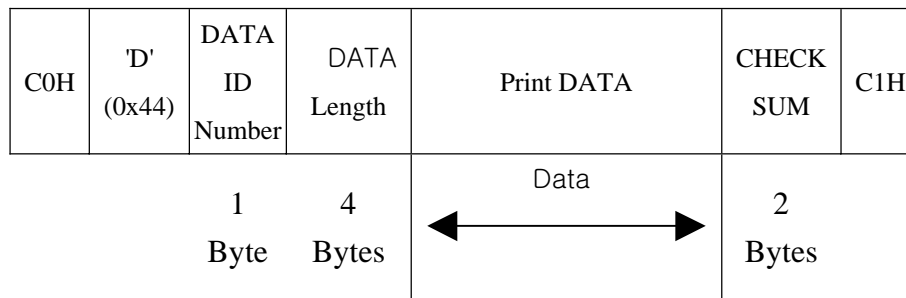 C0H
'D'
(0x44)
DATA
ID
Number
DATA
Length
Print DATA
CHECK
SUM
C1H
1
Byte
4
Bytes
Data
2
Bytes